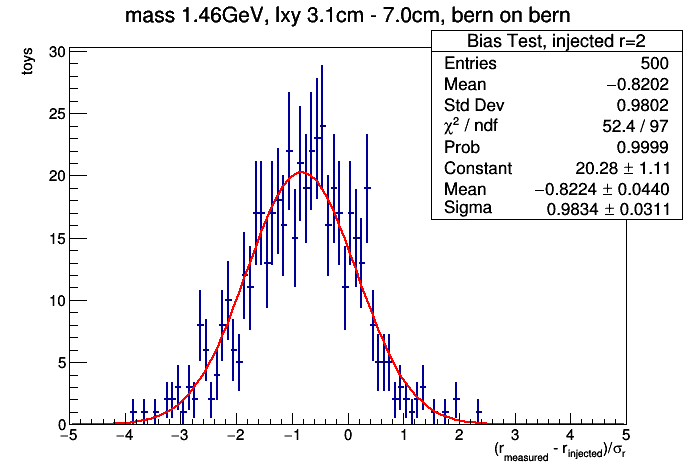 mass 1.46GeV, lxy 3.1cm - 7.0cm, bern on bern
Bias Test, injected r=2
Entries 500
Mean −0.8202
Std Dev 0.9802
χ² / ndf 52.4 / 97
Prob 0.9999
Constant 20.28 ± 1.11
Mean −0.8224 ± 0.0440
Sigma 0.9834 ± 0.0311
toys
30
25
20
15
10
5
0
−5 −4 −3 −2 −1 0 1 2 3 4 5
(r_measured - r_injected)/σ_r